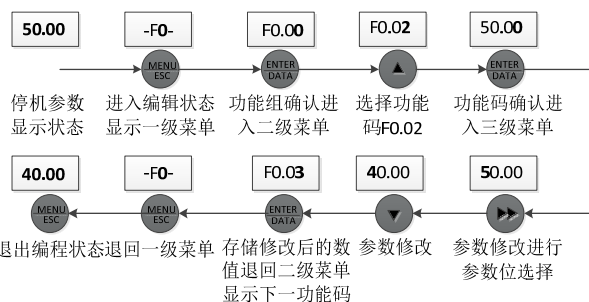 50.00
-F0-
F0.00
F0.02
50.00
MENU
ESC
ENTER
DATA
ENTER
DATA
停机参数
显示状态
进入编辑状态
显示一级菜单
功能组确认进
入二级菜单
选择功能
码F0.02
功能码确认进
入三级菜单
40.00
-F0-
F0.03
40.00
50.00
MENU
ESC
MENU
ESC
ENTER
DATA
退出编程状态
退回一级菜单
存储修改后的数
值退回二级菜单
显示下一功能码
参数修改
参数修改进行
参数位选择